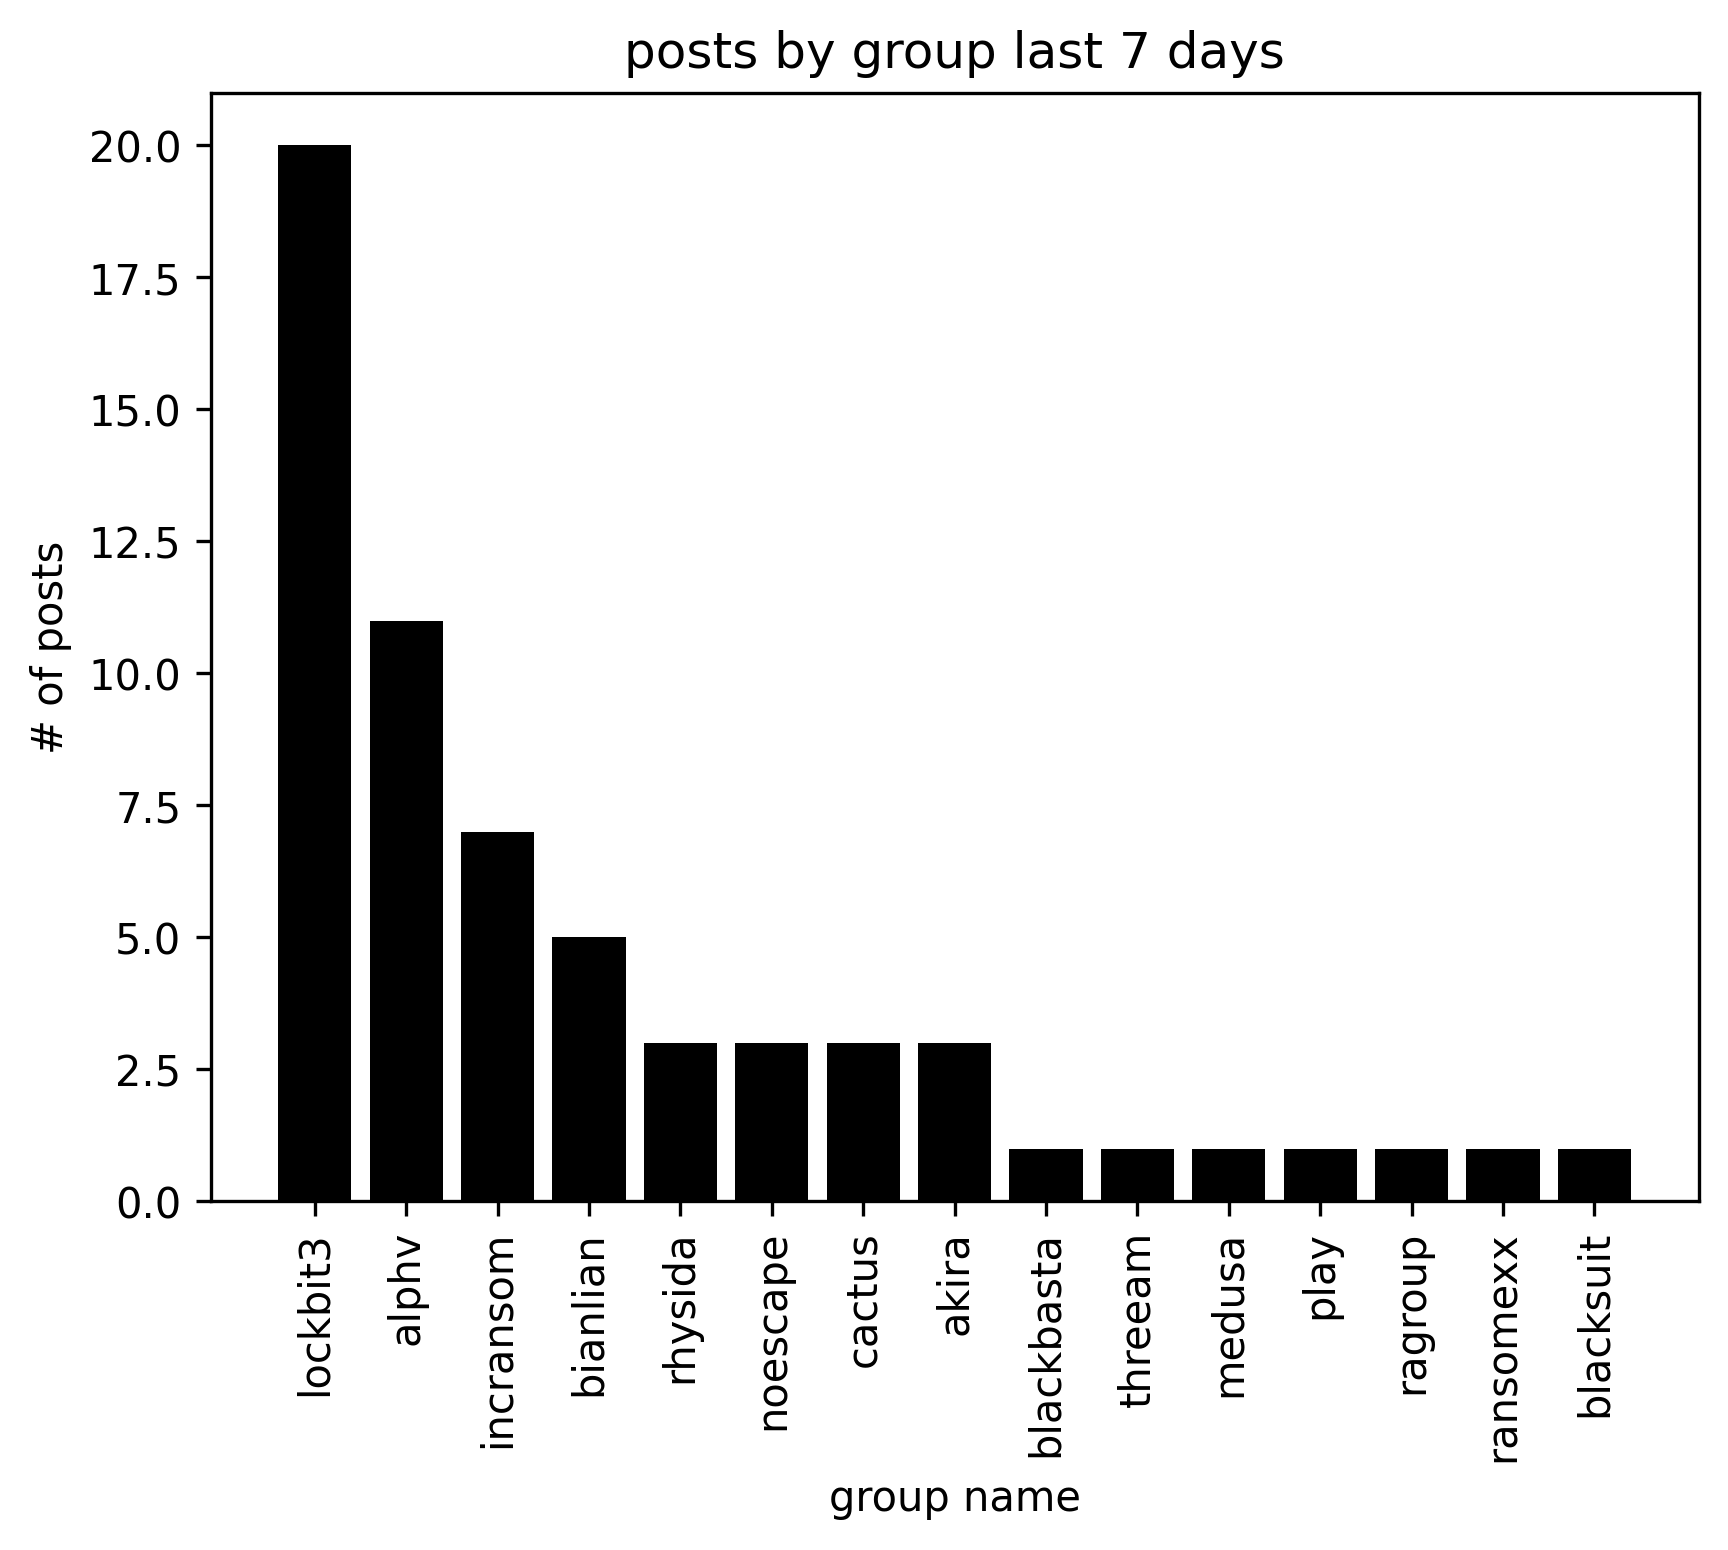 posts by group last 7 days
# of posts
20.0
17.5
15.0
12.5
10.0
7.5
5.0
2.5
0.0
lockbit3
alphv
incransom
bianlian
rhysida
noescape
cactus
akira
blackbasta
threeam
medusa
play
ragroup
ransomexx
blacksuit
group name